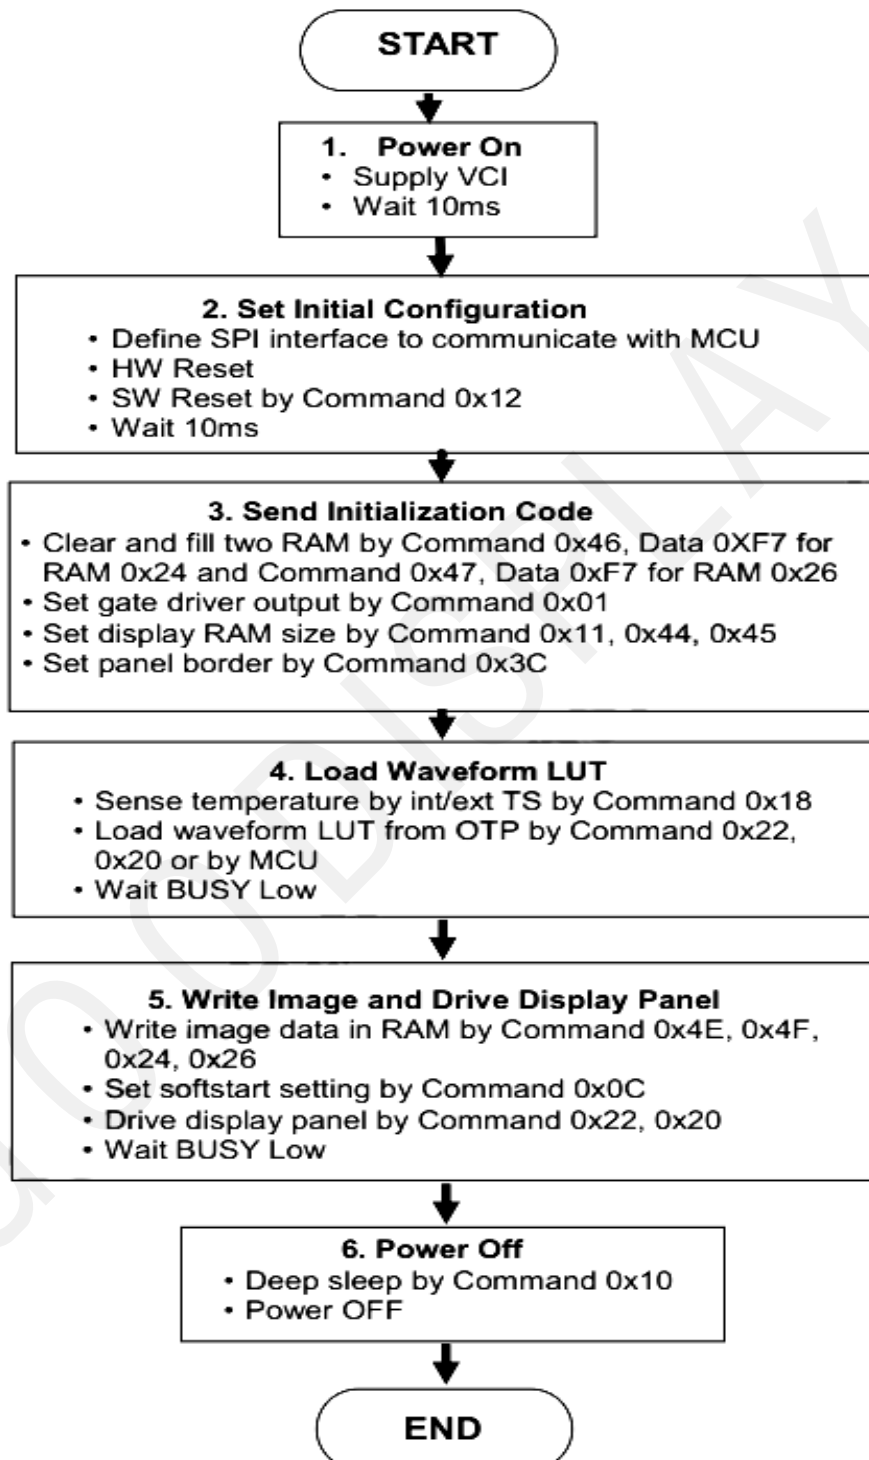 START
1. Power On
• Supply VCI
• Wait 10ms
2. Set Initial Configuration
• Define SPI interface to communicate with MCU
• HW Reset
• SW Reset by Command 0x12
• Wait 10ms
3. Send Initialization Code
• Clear and fill two RAM by Command 0x46, Data 0XF7 for
RAM 0x24 and Command 0x47, Data 0xF7 for RAM 0x26
• Set gate driver output by Command 0x01
• Set display RAM size by Command 0x11, 0x44, 0x45
• Set panel border by Command 0x3C
4. Load Waveform LUT
• Sense temperature by int/ext TS by Command 0x18
• Load waveform LUT from OTP by Command 0x22,
0x20 or by MCU
• Wait BUSY Low
5. Write Image and Drive Display Panel
• Write image data in RAM by Command 0x4E, 0x4F,
0x24, 0x26
• Set softstart setting by Command 0x0C
• Drive display panel by Command 0x22, 0x20
• Wait BUSY Low
6. Power Off
• Deep sleep by Command 0x10
• Power OFF
END
DISPLAY